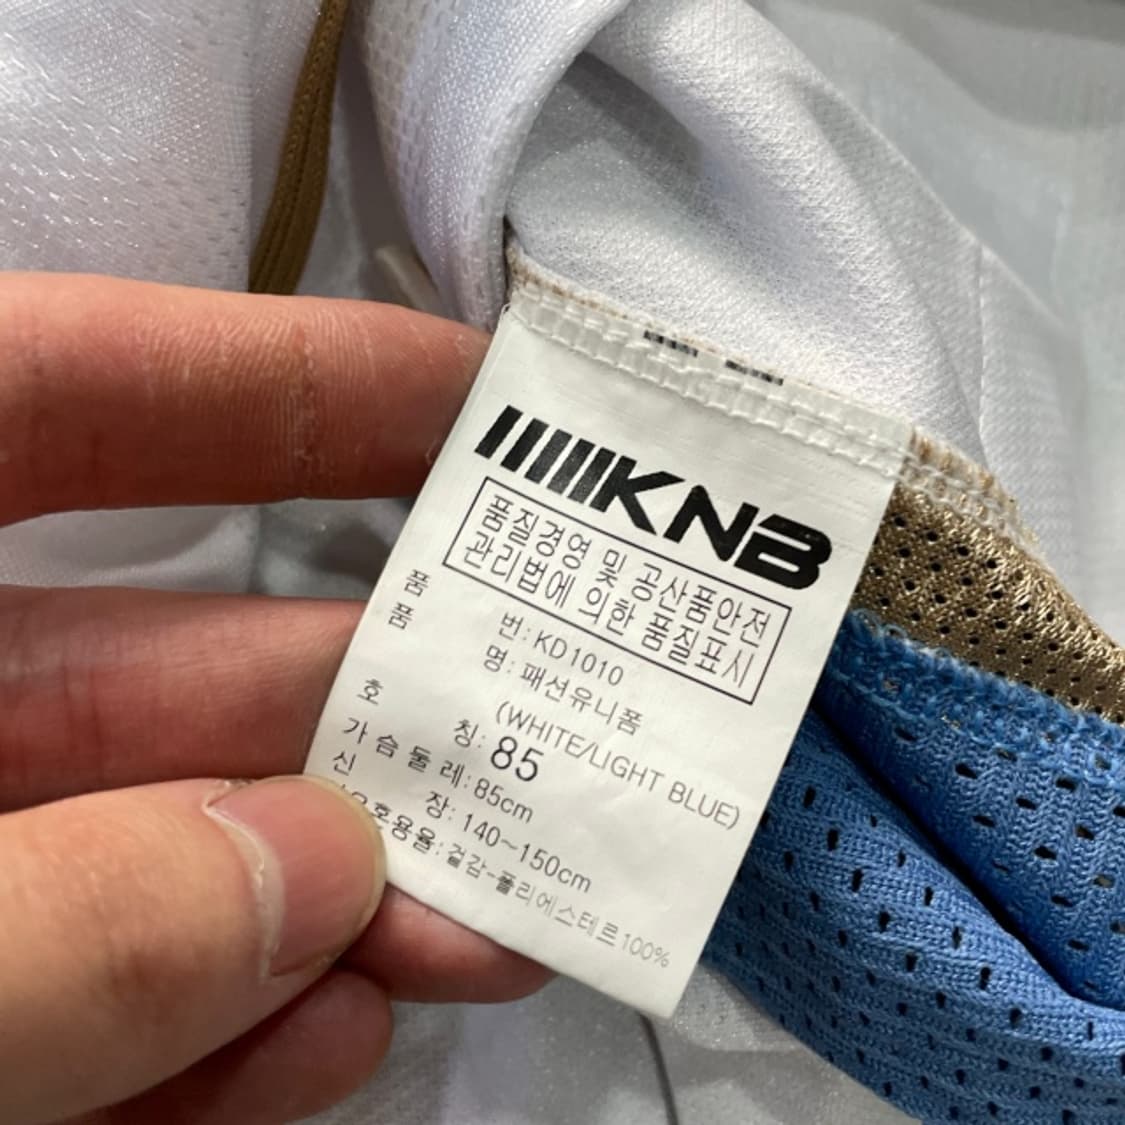 KNB
품질경영 및 공산품안전
관리법에 의한 품질표시
품 번: KD1010
품 명: 패션유니폼
(WHITE/LIGHT BLUE)
호 칭: 85
가슴둘레: 85cm
신 장: 140~150cm
호용율: 겉감-폴리에스테르100%